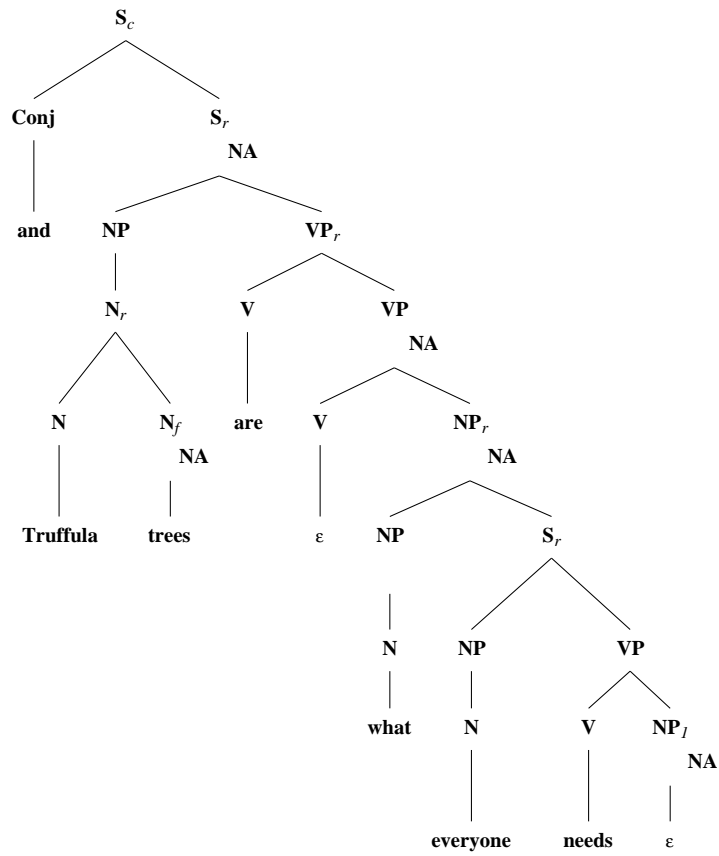 S_c
Conj S_r
NA
and NP VP_r
N_r V VP
NA
N N_f are V NP_r
NA NA
Truffula trees ε NP S_r
N NP VP
what N V NP_1
NA
everyone needs ε